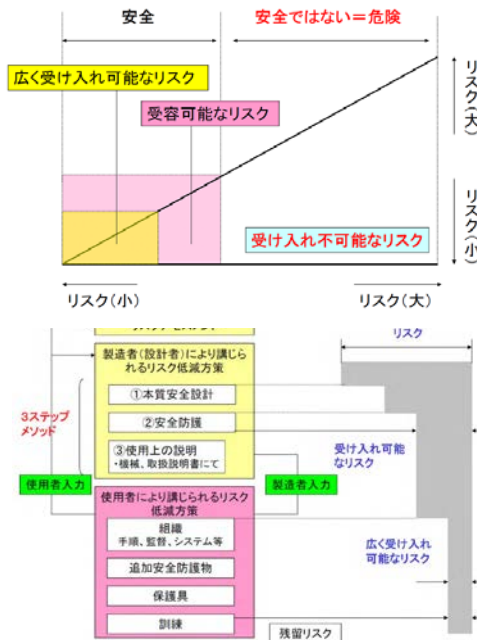 安全
安全ではない＝危険
広く受け入れ可能なリスク
受容可能なリスク
リスク(大)
リスク(小)
受け入れ不可能なリスク
リスク(小)
リスク(大)
リスク
製造者(設計者)により講じら
れるリスク低減方策
①本質安全設計
②安全防護
③使用上の説明
・機械、取扱説明書にて
3ステップ
メソッド
受け入れ可能
なリスク
使用者入力
製造者入力
使用者により講じられるリスク
低減方策
組織
手順、監督、システム等
追加安全防護物
保護具
訓練
広く受け入れ
可能なリスク
残留リスク